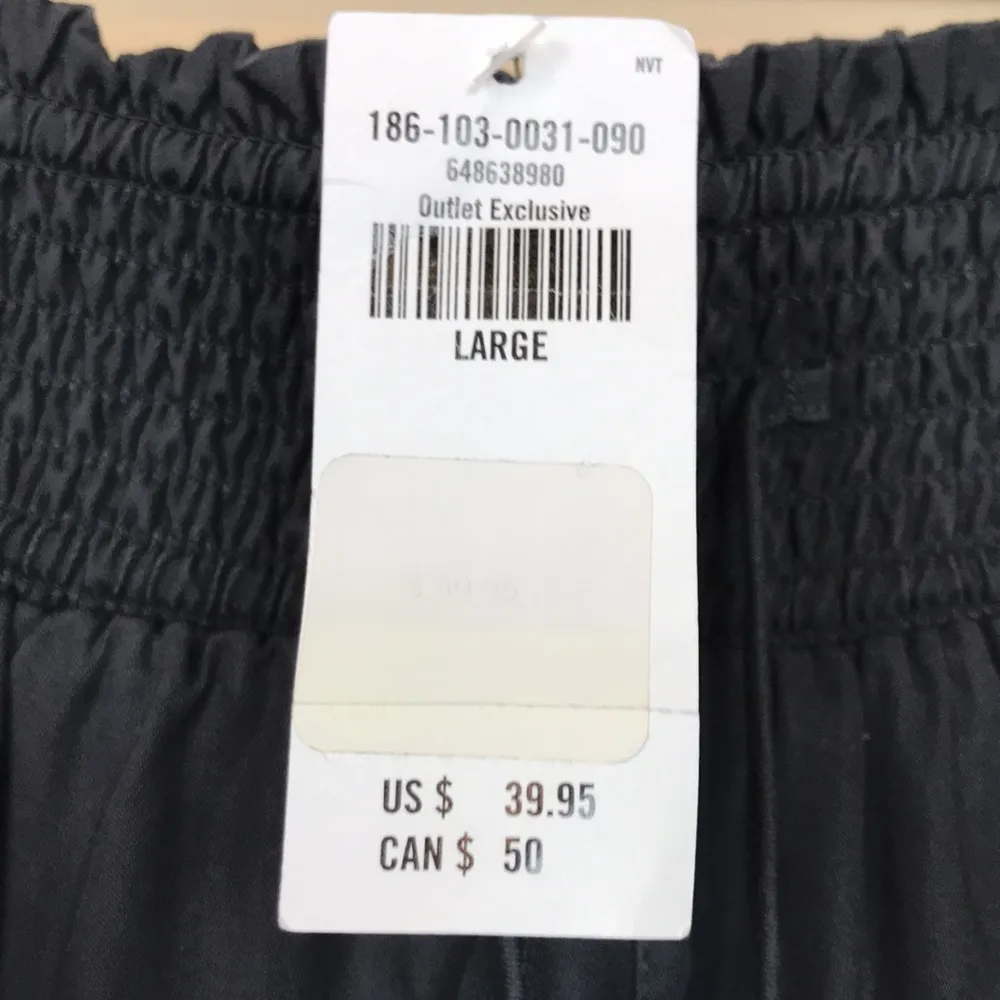 NVT
186-103-0031-090
648638980
Outlet Exclusive
LARGE
US $ 39.95
CAN $ 50